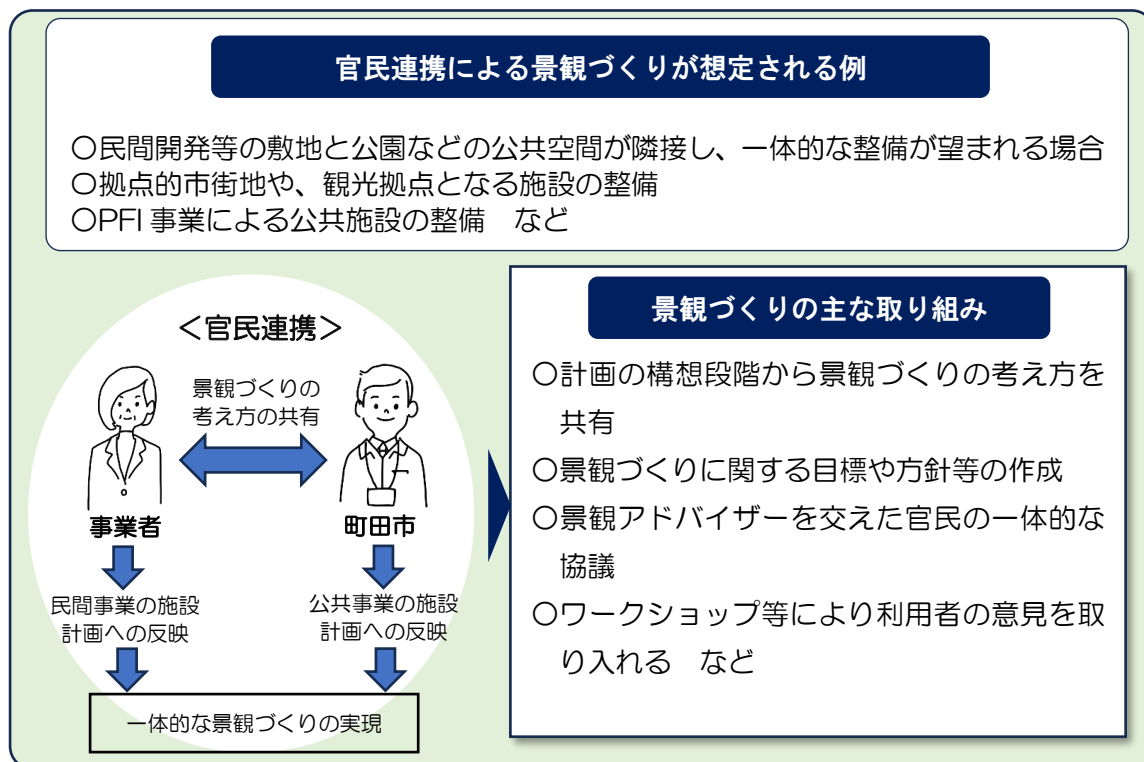 官民連携による景観づくりが想定される例
〇民間開発等の敷地と公園などの公共空間が隣接し、一体的な整備が望まれる場合
〇拠点的市街地や、観光拠点となる施設の整備
〇PFI 事業による公共施設の整備　など
＜官民連携＞
景観づくりの
考え方の共有
事業者
町田市
民間事業の施設
計画への反映
公共事業の施設
計画への反映
一体的な景観づくりの実現
景観づくりの主な取り組み
〇計画の構想段階から景観づくりの考え方を
共有
〇景観づくりに関する目標や方針等の作成
〇景観アドバイザーを交えた官民の一体的な
協議
〇ワークショップ等により利用者の意見を取
り入れる　など